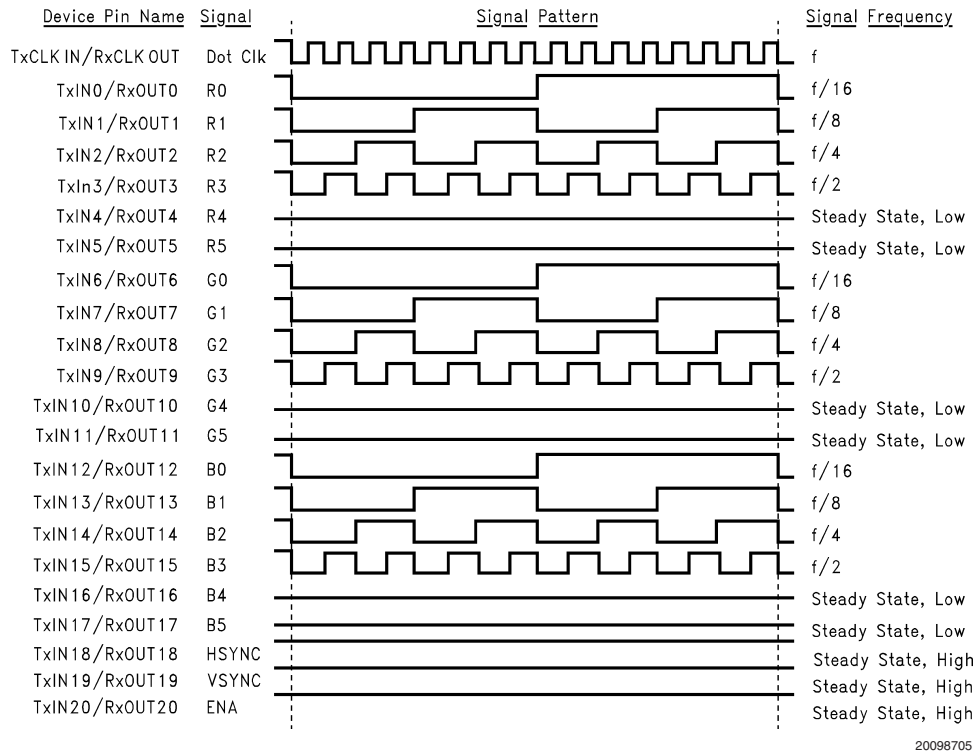 Device Pin Name Signal Signal Pattern Signal Frequency
TxCLK IN/RxCLK OUT Dot Clk f
TxIN0/RxOUT0 R0 f/16
TxIN1/RxOUT1 R1 f/8
TxIN2/RxOUT2 R2 f/4
TxIn3/RxOUT3 R3 f/2
TxIN4/RxOUT4 R4 Steady State, Low
TxIN5/RxOUT5 R5 Steady State, Low
TxIN6/RxOUT6 G0 f/16
TxIN7/RxOUT7 G1 f/8
TxIN8/RxOUT8 G2 f/4
TxIN9/RxOUT9 G3 f/2
TxIN10/RxOUT10 G4 Steady State, Low
TxIN11/RxOUT11 G5 Steady State, Low
TxIN12/RxOUT12 B0 f/16
TxIN13/RxOUT13 B1 f/8
TxIN14/RxOUT14 B2 f/4
TxIN15/RxOUT15 B3 f/2
TxIN16/RxOUT16 B4 Steady State, Low
TxIN17/RxOUT17 B5 Steady State, Low
TxIN18/RxOUT18 HSYNC Steady State, High
TxIN19/RxOUT19 VSYNC Steady State, High
TxIN20/RxOUT20 ENA Steady State, High
20098705